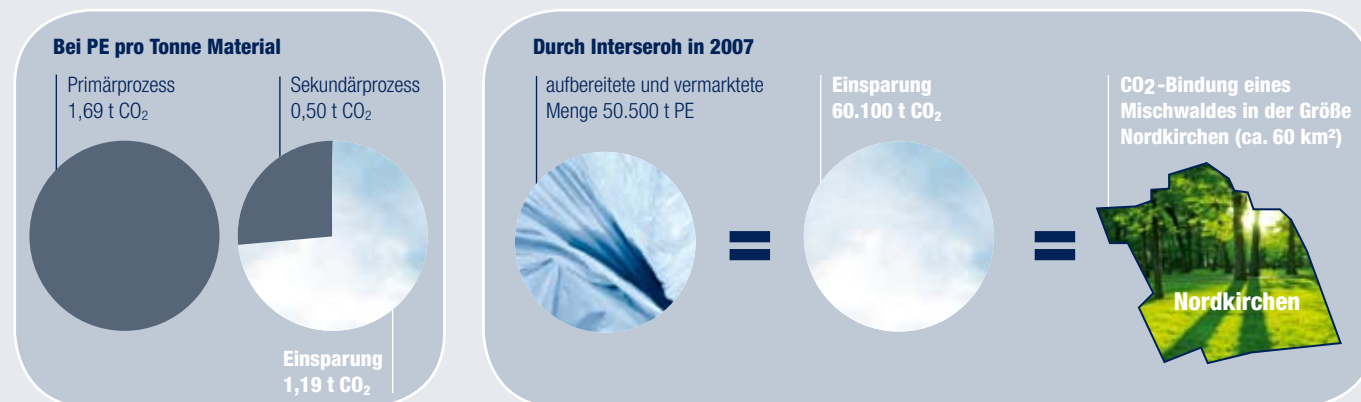 Bei PE pro Tonne Material
Primärprozess
1,69 t CO₂
Sekundärprozess
0,50 t CO₂
Einsparung
1,19 t CO₂
Durch Interseroh in 2007
aufbereitete und vermarktete
Menge 50.500 t PE
=
Einsparung
60.100 t CO₂
=
CO2-Bindung eines
Mischwaldes in der Größe
Nordkirchen (ca. 60 km²)
Nordkirchen